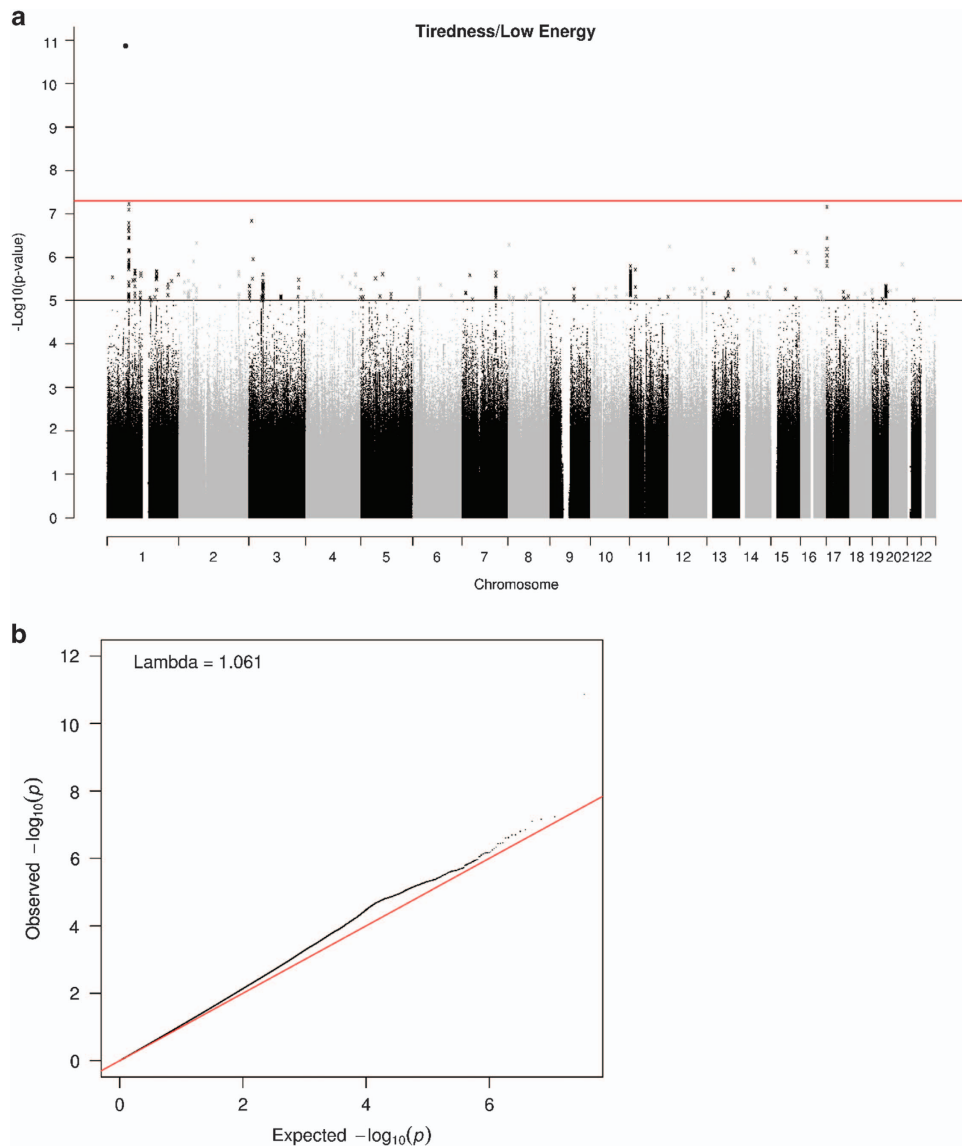 a
Tiredness/Low Energy
11
10
9
8
7
6
5
4
3
2
1
0
-Log10(p-value)
1 2 3 4 5 6 7 8 9 10 11 12 13 14 15 16 17 18 19 20 21 22
Chromosome
b
Lambda = 1.061
12
10
8
6
4
2
0
Observed −log10(p)
0 2 4 6
Expected −log10(p)